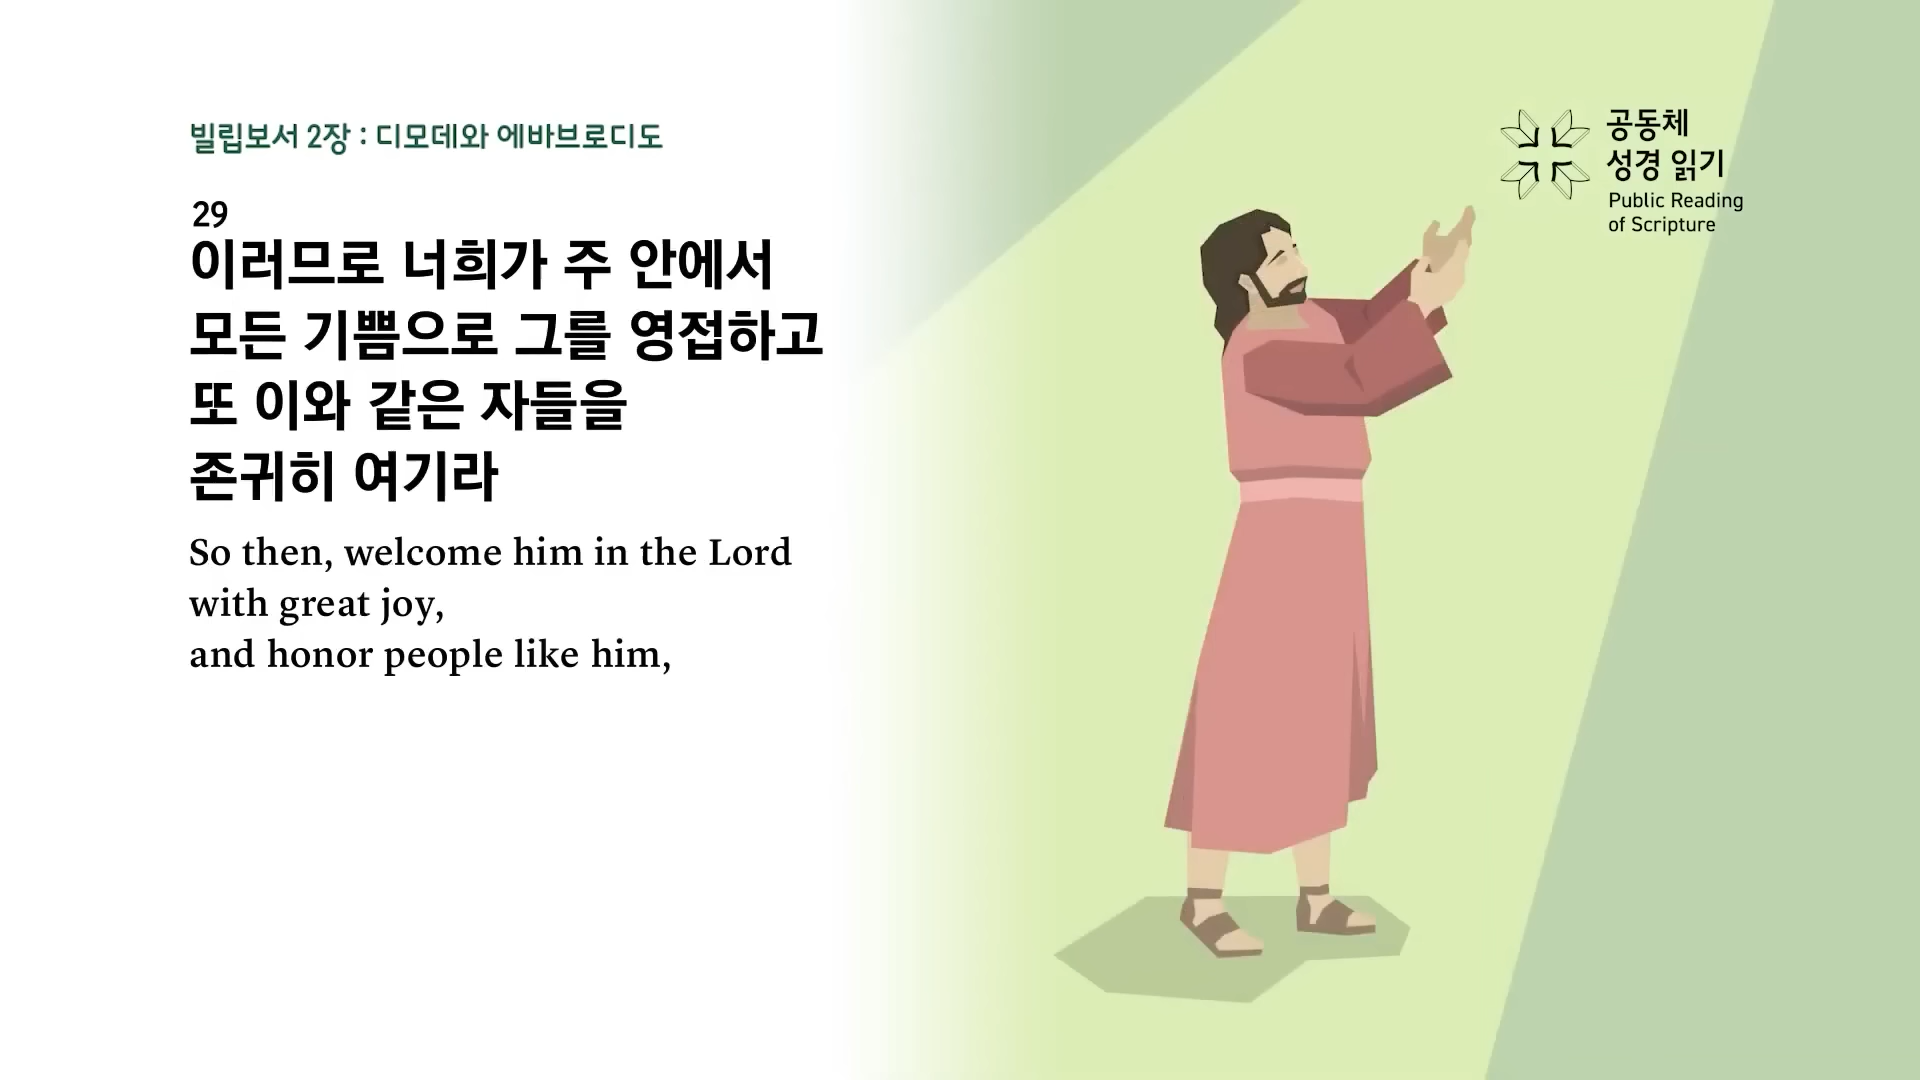 빌립보서 2장 : 디모데와 에바브로디도
29
이러므로 너희가 주 안에서
모든 기쁨으로 그를 영접하고
또 이와 같은 자들을
존귀히 여기라
So then, welcome him in the Lord
with great joy,
and honor people like him,
공동체
성경 읽기
Public Reading
of Scripture